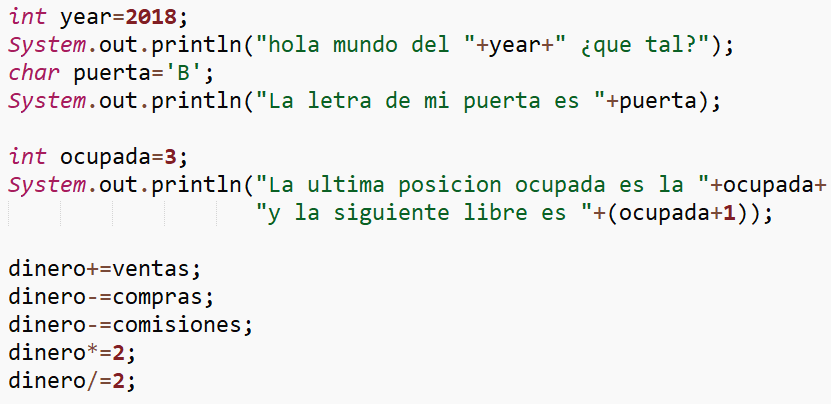 int year=2018;
System.out.println("hola mundo del "+year+" ¿que tal?");
char puerta='B';
System.out.println("La letra de mi puerta es "+puerta);
int ocupada=3;
System.out.println("La ultima posicion ocupada es la "+ocupada+
"y la siguiente libre es "+(ocupada+1));
dinero+=ventas;
dinero-=compras;
dinero-=comisiones;
dinero*=2;
dinero/=2;